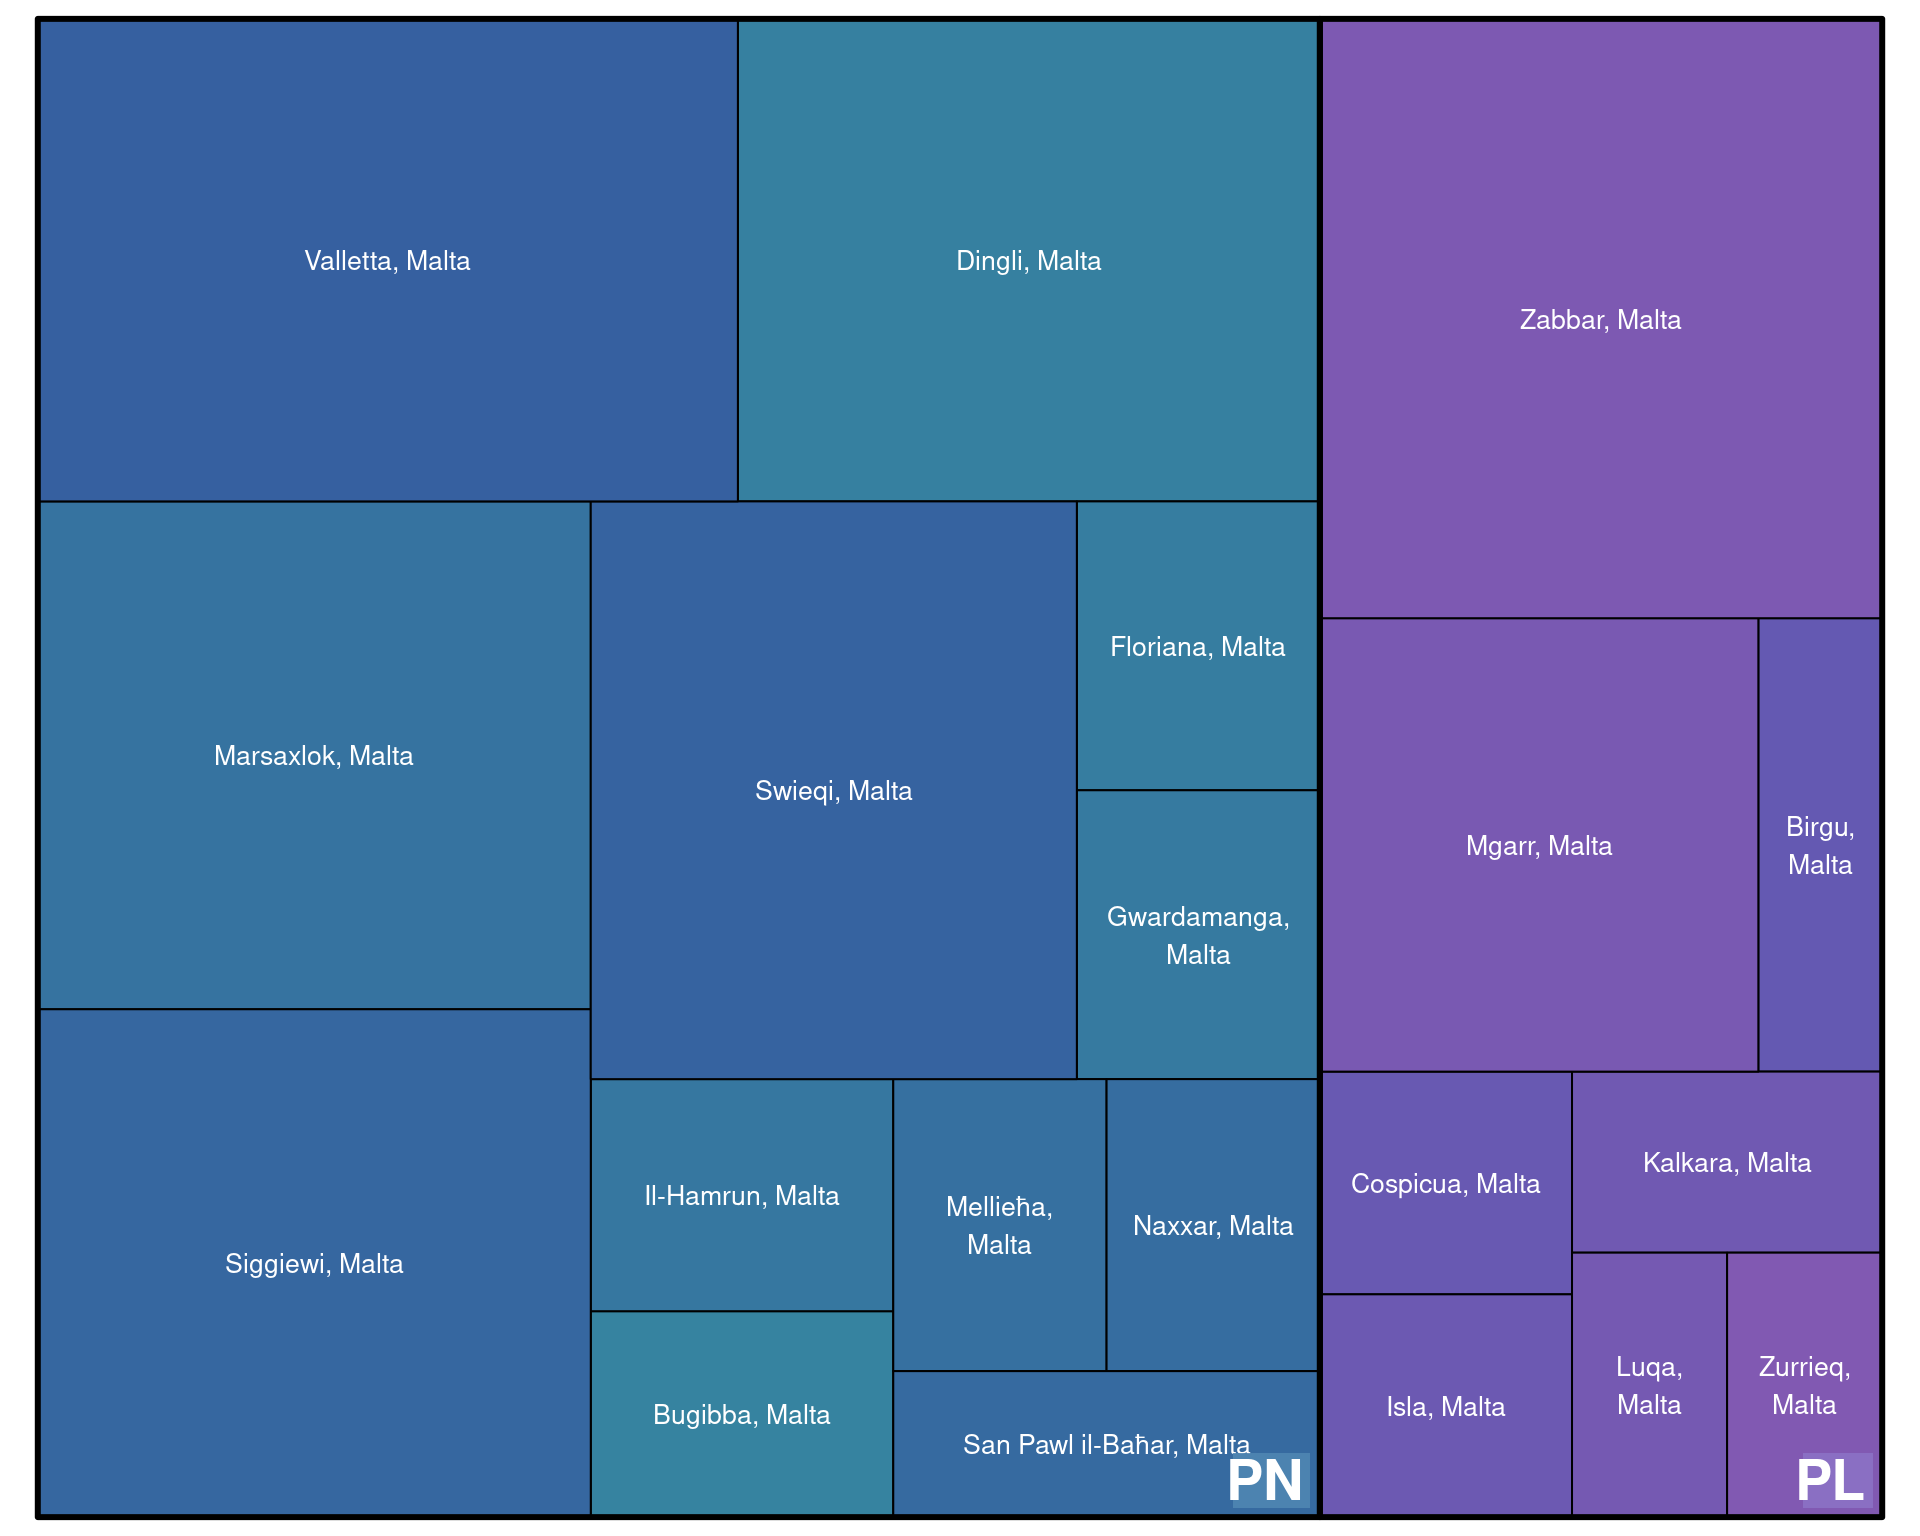 Valletta, Malta
Dingli, Malta
Zabbar, Malta
Marsaxlok, Malta
Swieqi, Malta
Floriana, Malta
Gwardamanga,
Malta
Mgarr, Malta
Birgu,
Malta
Siggiewi, Malta
Il-Hamrun, Malta
Bugibba, Malta
Mellieħa,
Malta
Naxxar, Malta
San Pawl il-Baħar, Malta
PN
Cospicua, Malta
Kalkara, Malta
Isla, Malta
Luqa,
Malta
Zurrieq,
Malta
PL